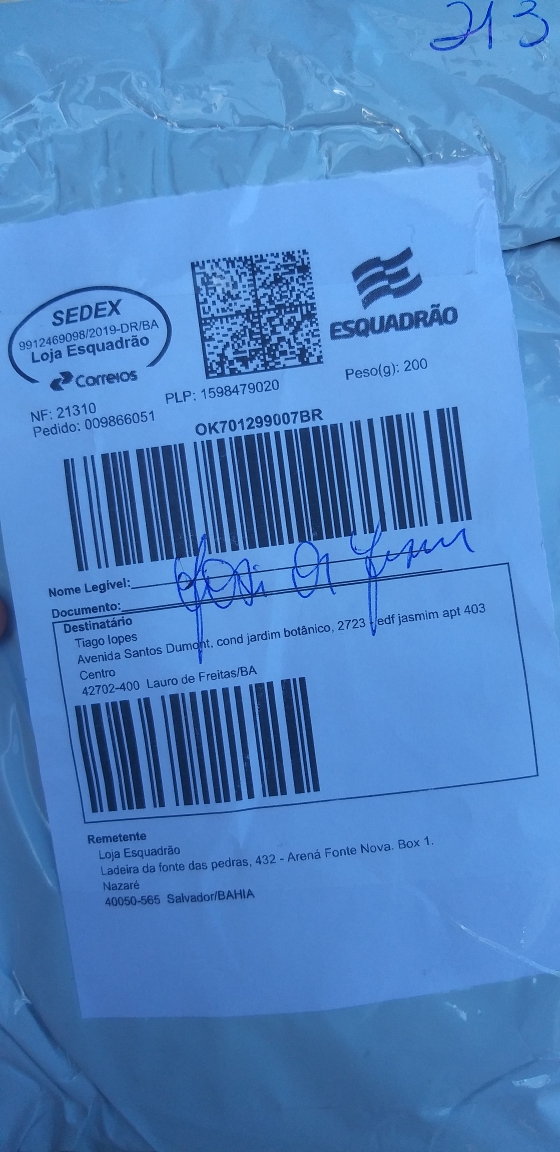 213
SEDEX
9912469098/2019-DR/BA
Loja Esquadrão
Correios
ESQUADRÃO
NF: 21310
PLP: 1598479020
Peso(g): 200
Pedido: 009866051
OK701299007BR
Nome Legível:
Documento:
Destinatário
Tiago lopes
Avenida Santos Dumont, cond jardim botânico, 2723 - edf jasmim apt 403
Centro
42702-400 Lauro de Freitas/BA
Remetente
Loja Esquadrão
Ladeira da fonte das pedras, 432 - Arena Fonte Nova. Box 1.
Nazaré
40050-565 Salvador/BAHIA